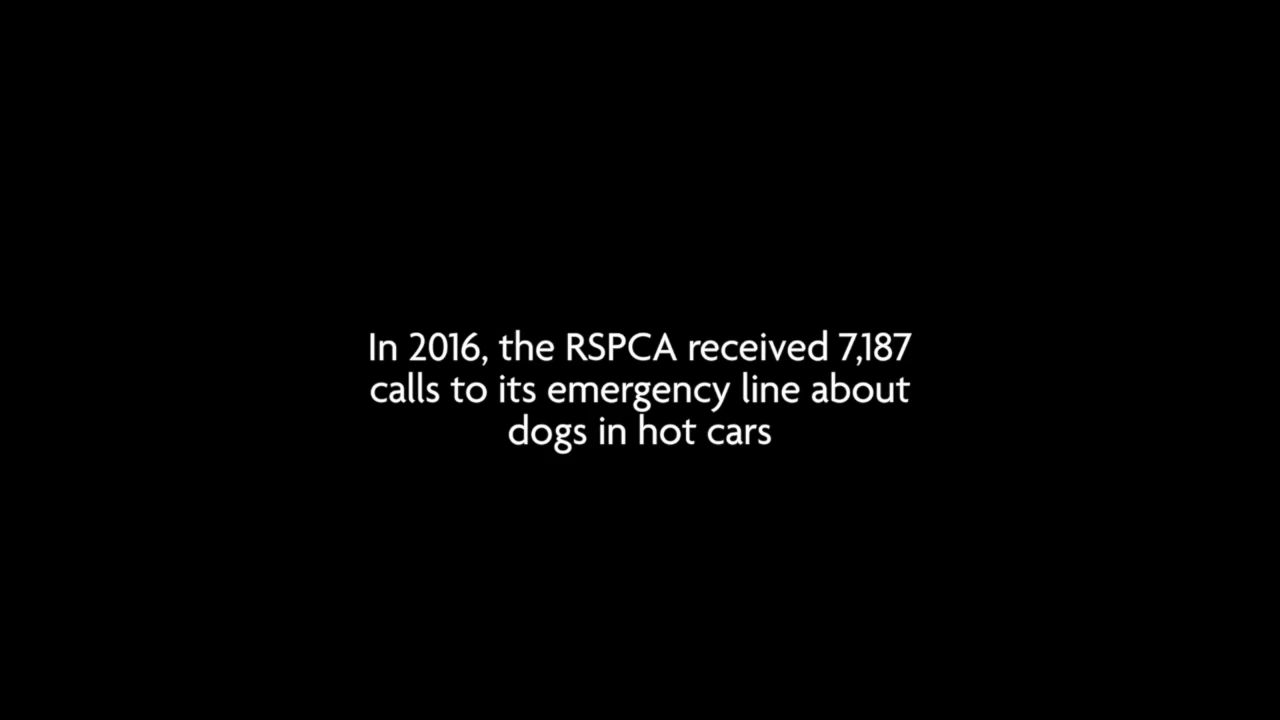 In 2016, the RSPCA received 7,187
calls to its emergency line about
dogs in hot cars